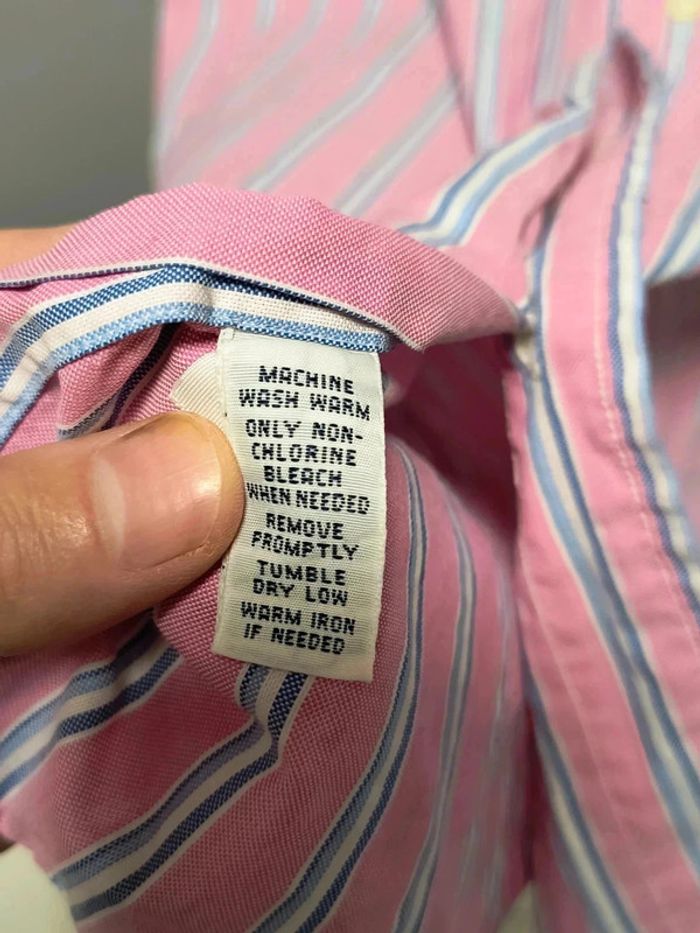 MACHINE
WASH WARM
ONLY NON-
CHLORINE
BLEACH
WHEN NEEDED
REMOVE
PROMPTLY
TUMBLE
DRY LOW
WARM IRON
IF NEEDED